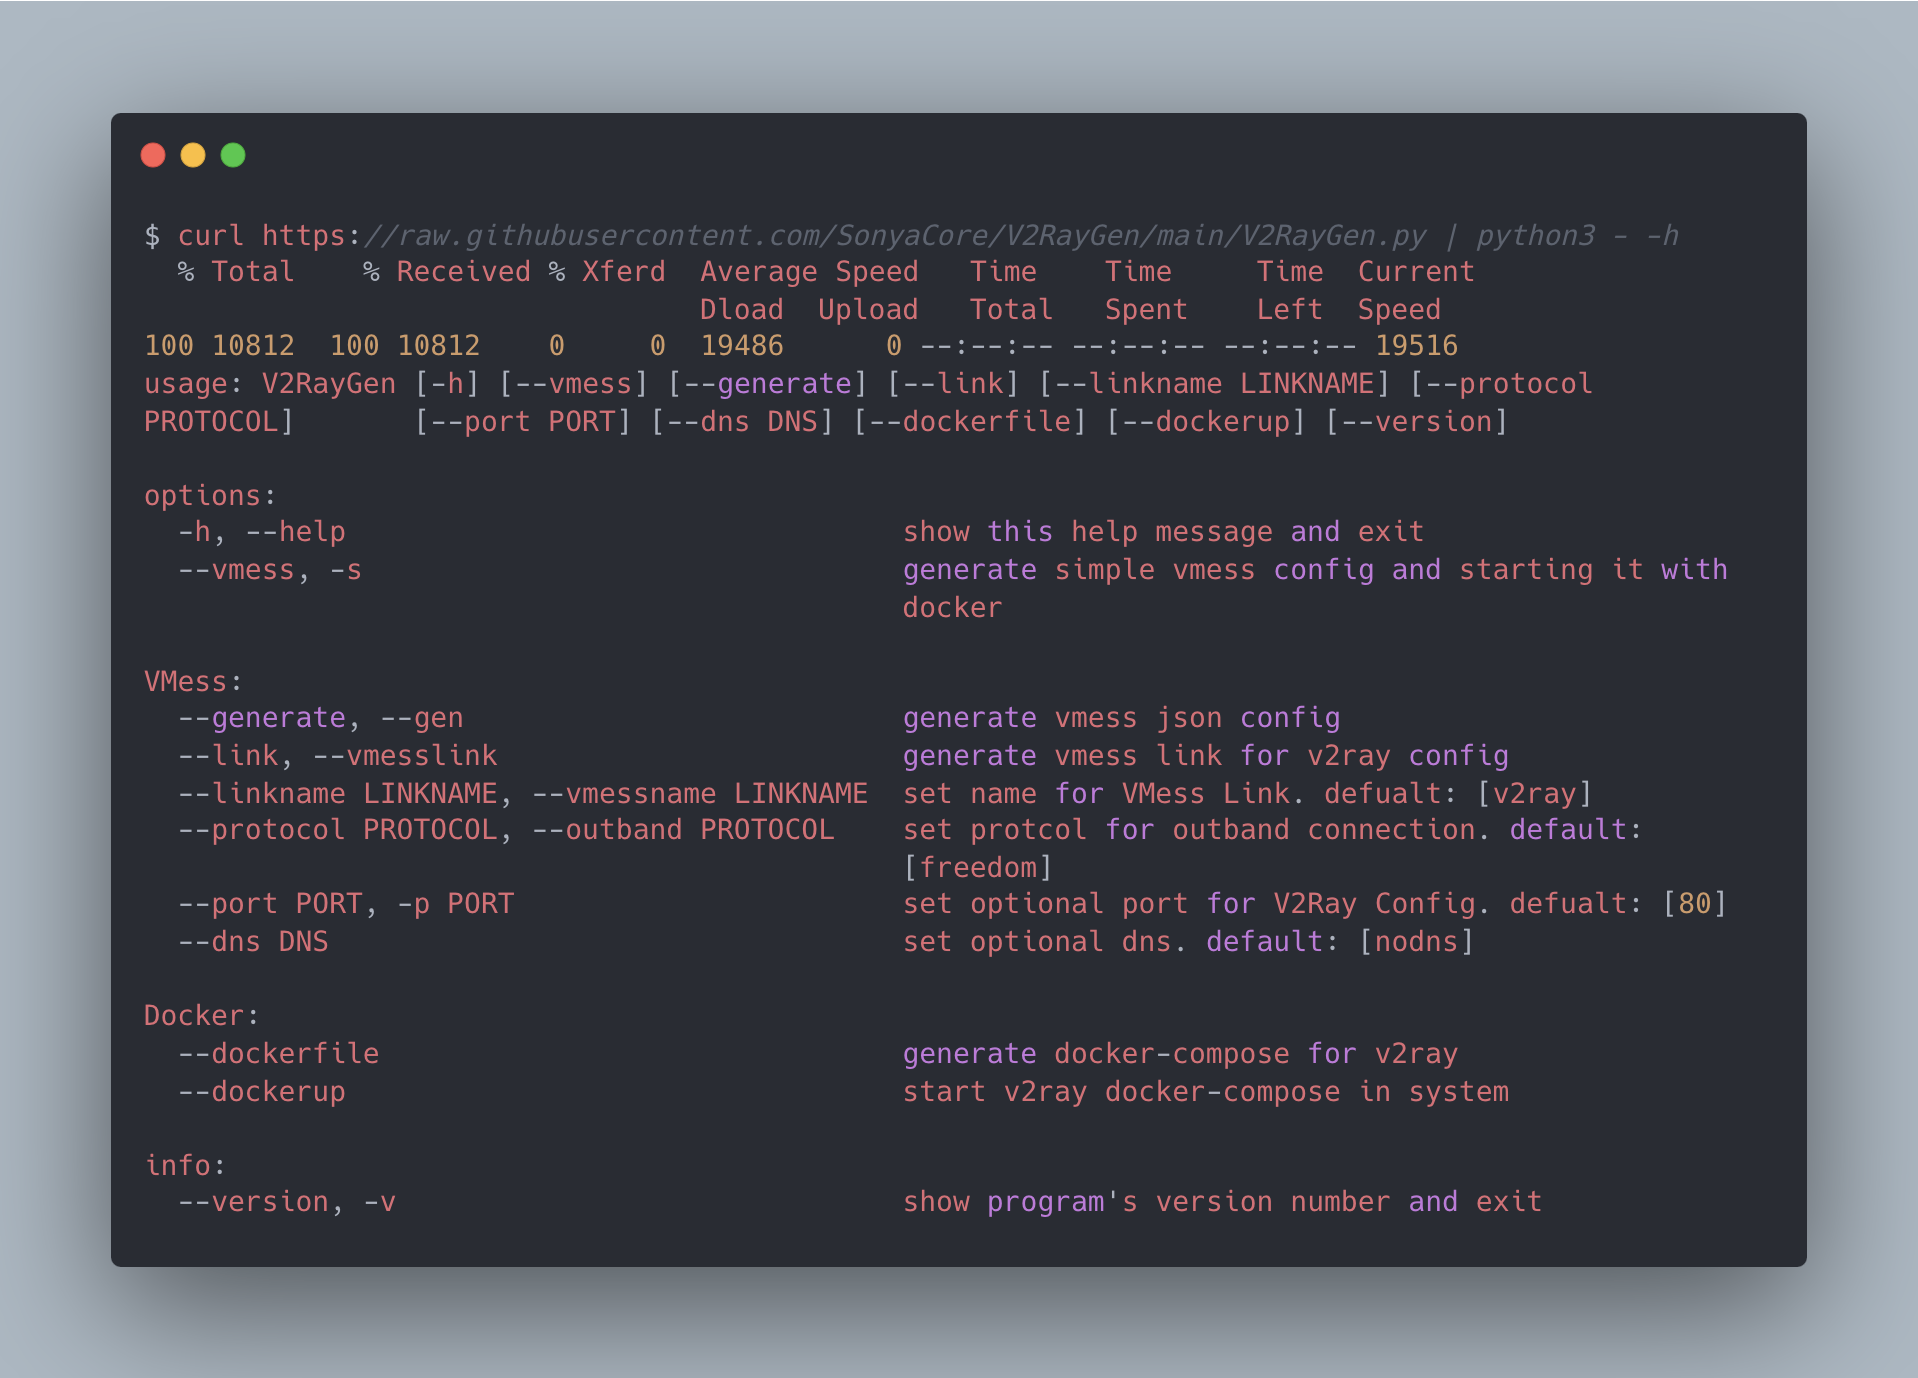 $ curl https://raw.githubusercontent.com/SonyaCore/V2RayGen/main/V2RayGen.py | python3 - -h
  % Total    % Received % Xferd  Average Speed   Time    Time     Time  Current
                                 Dload  Upload   Total   Spent    Left  Speed
100 10812  100 10812    0     0  19486      0 --:--:-- --:--:-- --:--:-- 19516
usage: V2RayGen [-h] [--vmess] [--generate] [--link] [--linkname LINKNAME] [--protocol
PROTOCOL]       [--port PORT] [--dns DNS] [--dockerfile] [--dockerup] [--version]

options:
  -h, --help                                 show this help message and exit
  --vmess, -s                                generate simple vmess config and starting it with
                                             docker

VMess:
  --generate, --gen                          generate vmess json config
  --link, --vmesslink                        generate vmess link for v2ray config
  --linkname LINKNAME, --vmessname LINKNAME  set name for VMess Link. defualt: [v2ray]
  --protocol PROTOCOL, --outband PROTOCOL    set protcol for outband connection. default:
                                             [freedom]
  --port PORT, -p PORT                       set optional port for V2Ray Config. defualt: [80]
  --dns DNS                                  set optional dns. default: [nodns]

Docker:
  --dockerfile                               generate docker-compose for v2ray
  --dockerup                                 start v2ray docker-compose in system

info:
  --version, -v                              show program's version number and exit